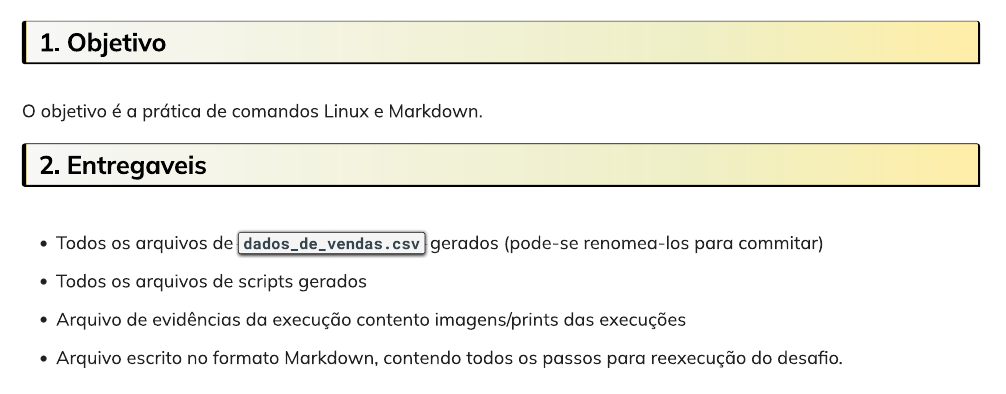 1. Objetivo
O objetivo é a prática de comandos Linux e Markdown.
2. Entregaveis
• Todos os arquivos de dados_de_vendas.csv gerados (pode-se renomea-los para commitar)
• Todos os arquivos de scripts gerados
• Arquivo de evidências da execução contento imagens/prints das execuções
• Arquivo escrito no formato Markdown, contendo todos os passos para reexecução do desafio.